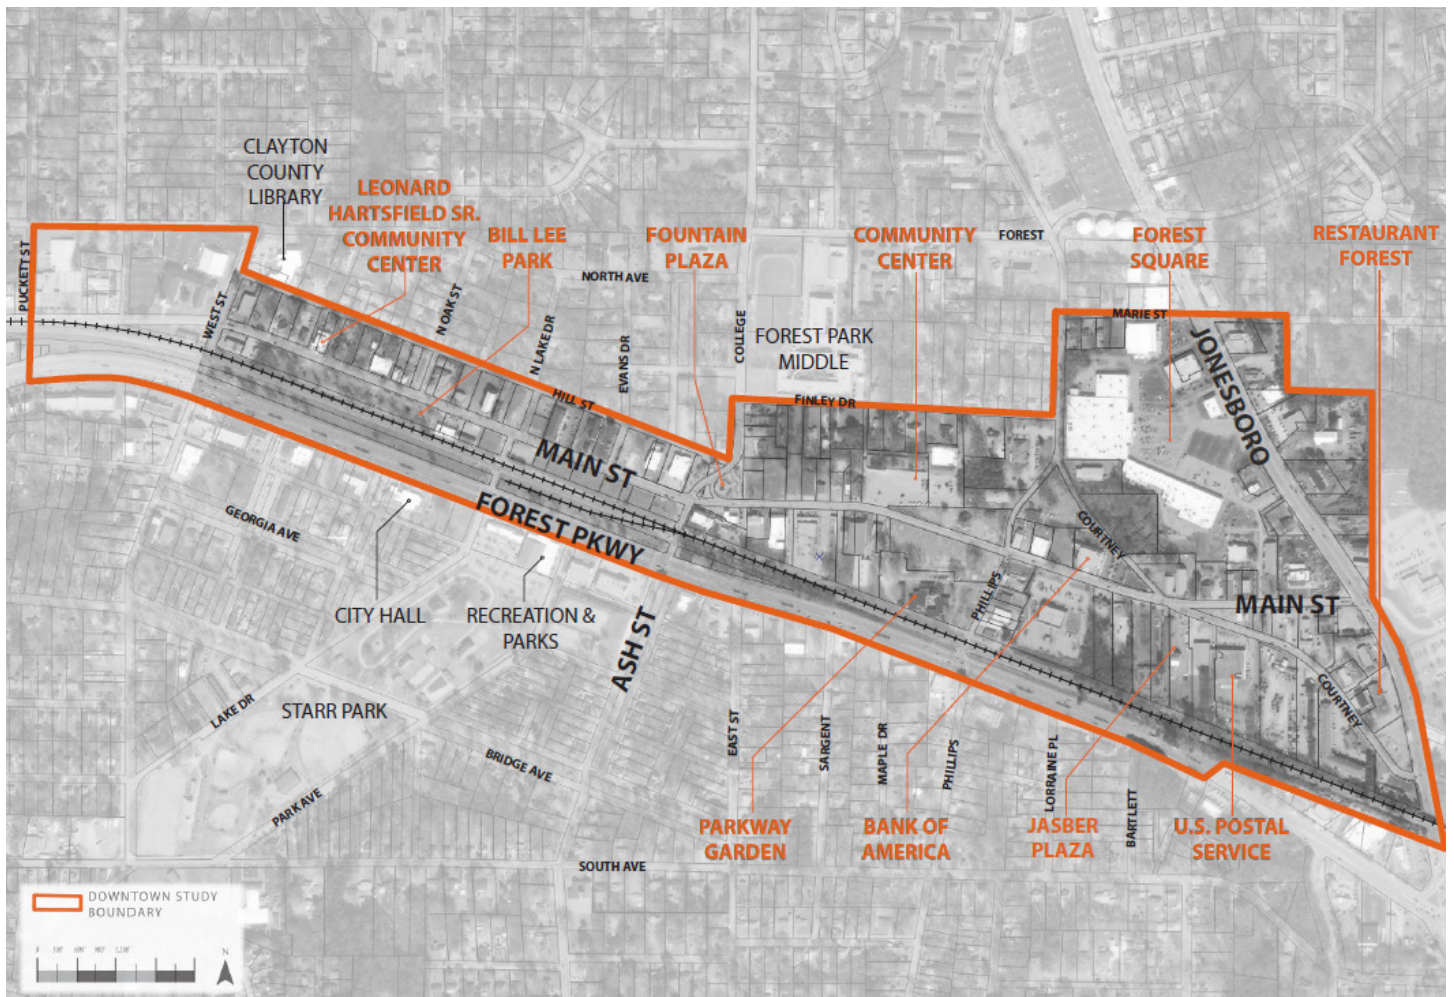 CLAYTON
COUNTY
LIBRARY
LEONARD
HARTSFIELD SR.
COMMUNITY
CENTER
BILL LEE
PARK
FOUNTAIN
PLAZA
COMMUNITY
CENTER
FOREST
FOREST
SQUARE
RESTAURANT
FOREST
PUCKETT ST
WEST ST
N OAK ST
NORTH AVE
N LAKE DR
EVANS DR
COLLEGE
FOREST PARK
MIDDLE
MARIE ST
JONESBORO
HILL ST
FINLEY DR
MAIN ST
FOREST PKWY
GEORGIA AVE
COURTNEY
PHILLIPS
MAIN ST
CITY HALL
RECREATION &
PARKS
ASH ST
COURTNEY
LAKE DR
STARR PARK
BRIDGE AVE
PARK AVE
EAST ST
SARGENT
MAPLE DR
PHILLIPS
LORRAINE PL
BARTLETT
PARKWAY
GARDEN
BANK OF
AMERICA
JASBER
PLAZA
U.S. POSTAL
SERVICE
SOUTH AVE
DOWNTOWN STUDY
BOUNDARY
N